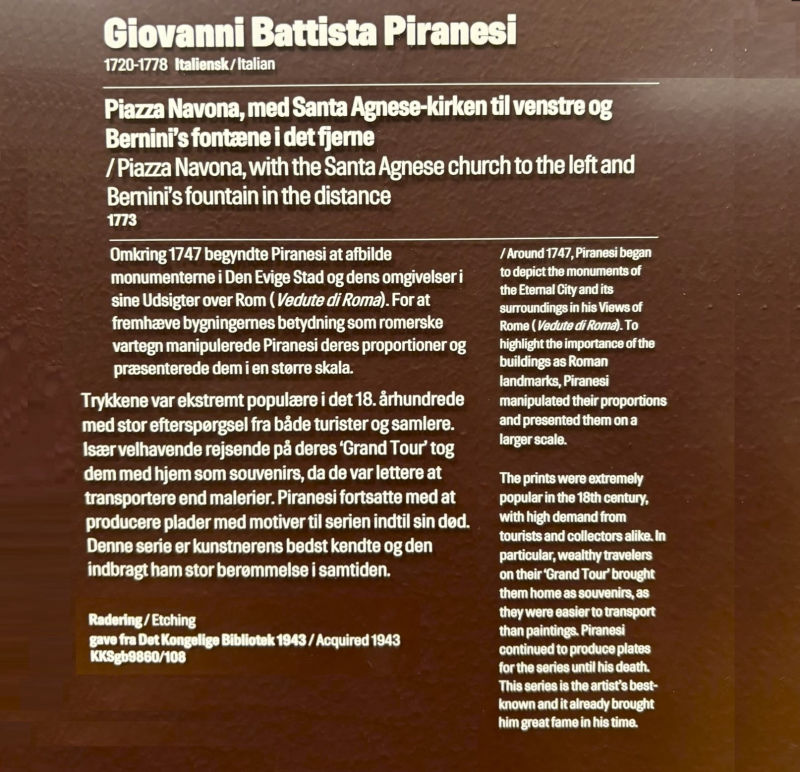 Giovanni Battista Piranesi
1720-1778 Italiensk / Italian
Piazza Navona, med Santa Agnese-kirken til venstre og
Bernini's fontæne i det fjerne
/ Piazza Navona, with the Santa Agnese church to the left and
Bernini's fountain in the distance
1773
Omkring 1747 begyndte Piranesi at afbilde
monumenterne i Den Evige Stad og dens omgivelser i
sine Udsigter over Rom (Vedute di Roma). For at
fremhæve bygningernes betydning som romerske
vartegn manipulerede Piranesi deres proportioner og
præsenterede dem i en større skala.
Trykkene var ekstremt populære i det 18. århundrede
med stor efterspørgsel fra både turister og samlere.
Især velhavende rejsende på deres 'Grand Tour' tog
dem med hjem som souvenirs, da de var lettere at
transportere end malerier. Piranesi fortsatte med at
producere plader med motiver til serien indtil sin død.
Denne serie er kunstnerens bedst kendte og den
indbragt ham stor berømmelse i samtiden.
Radering / Etching
gave fra Det Kongelige Bibliotek 1943 / Acquired 1943
KKSgb9860/108
/ Around 1747, Piranesi began
to depict the monuments of
the Eternal City and its
surroundings in his Views of
Rome (Vedute di Roma). To
highlight the importance of the
buildings as Roman
landmarks, Piranesi
manipulated their proportions
and presented them on a
larger scale.
The prints were extremely
popular in the 18th century,
with high demand from
tourists and collectors alike. In
particular, wealthy travelers
on their 'Grand Tour' brought
them home as souvenirs, as
they were easier to transport
than paintings. Piranesi
continued to produce plates
for the series until his death.
This series is the artist's best-
known and it already brought
him great fame in his time.